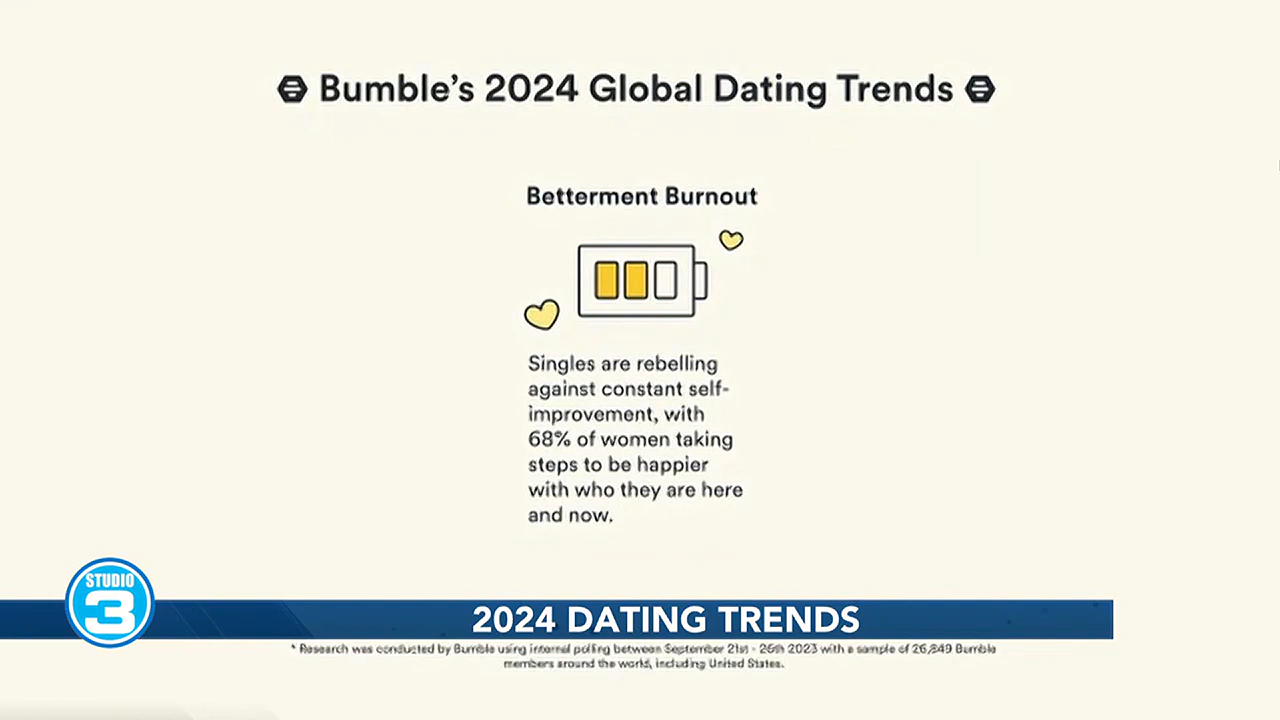 Bumble's 2024 Global Dating Trends
Betterment Burnout
Singles are rebelling
against constant self-
improvement, with
68% of women taking
steps to be happier
with who they are here
and now.
STUDIO
3
2024 DATING TRENDS
* Research was conducted by Bumble using internal polling between September 21st - 26th 2023 with a sample of 26,849 Bumble
members around the world, including United States.